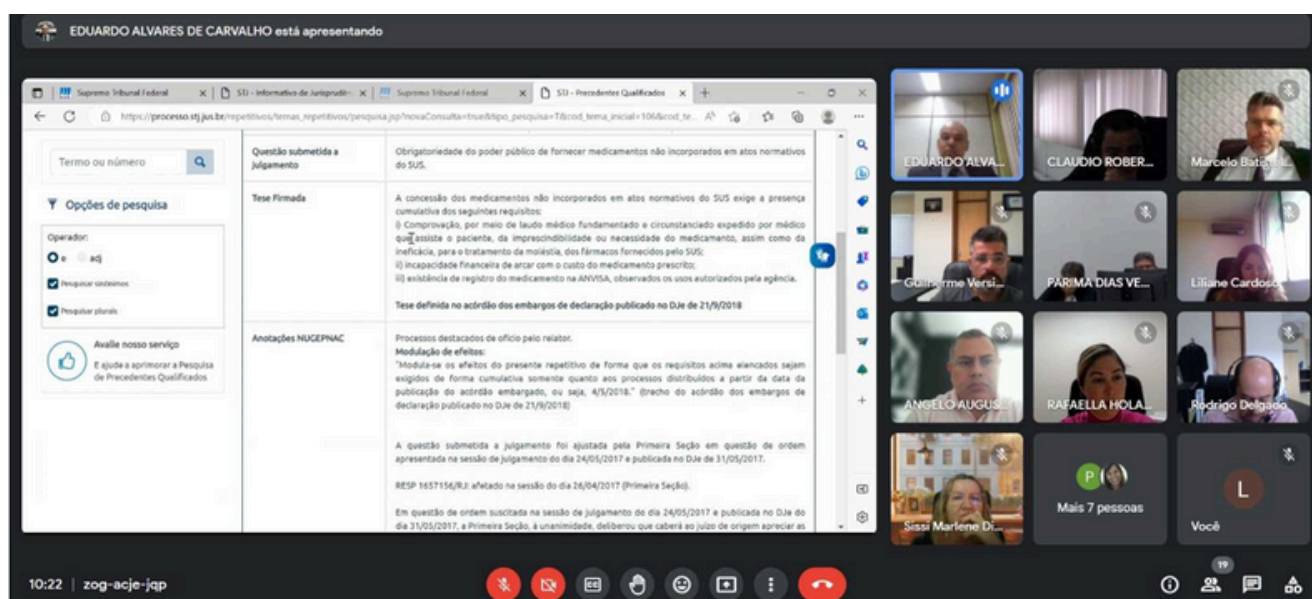 EDUARDO ALVARES DE CARVALHO está apresentando
Supremo Tribunal Federal
STJ - Informativo de Jurisprudên
Supremo Tribunal Federal
STJ - Precedentes Qualificados
https://processo.stj.jus.br/repetitivos/temas_repetitivos/pesquisa.jsp?novaConsulta=true&tipo_pesquisa=T&cod_tema_inicial=106&cod_te...
Termo ou número
Opções de pesquisa
Operador:
e adj
Pesquisar sinônimos
Pesquisar plurais
Avalie nosso serviço
E ajude a aprimorar a Pesquisa
de Precedentes Qualificados
Questão submetida a
julgamento
Obrigatoriedade do poder público de fornecer medicamentos não incorporados em atos normativos
do SUS.
Tese Firmada
A concessão dos medicamentos não incorporados em atos normativos do SUS exige a presença
cumulativa dos seguintes requisitos:
i) Comprovação, por meio de laudo médico fundamentado e circunstanciado expedido por médico
que assiste o paciente, da imprescindibilidade ou necessidade do medicamento, assim como da
ineficácia, para o tratamento da moléstia, dos fármacos fornecidos pelo SUS;
ii) incapacidade financeira de arcar com o custo do medicamento prescrito;
iii) existência de registro do medicamento na ANVISA, observados os usos autorizados pela agência.
Tese definida no acórdão dos embargos de declaração publicado no DJe de 21/9/2018
Anotações NUGEPNAC
Processos destacados de ofício pelo relator.
Modulação de efeitos:
"Modula-se os efeitos do presente repetitivo de forma que os requisitos acima elencados sejam
exigidos de forma cumulativa somente quanto aos processos distribuídos a partir da data da
publicação do acórdão embargado, ou seja, 4/5/2018." (trecho do acórdão dos embargos de
declaração publicado no DJe de 21/9/2018)
A questão submetida a julgamento foi ajustada pela Primeira Seção em questão de ordem
apresentada na sessão de julgamento do dia 24/05/2017 e publicada no DJe de 31/05/2017.
RESP 1657156/RJ: afetado na sessão do dia 26/04/2017 (Primeira Seção).
Em questão de ordem suscitada na sessão de julgamento do dia 24/05/2017 e publicada no DJe do
dia 31/05/2017, a Primeira Seção, à unanimidade, deliberou que caberá ao juízo de origem apreciar as
EDUARDO ALVA...
CLAUDIO ROBER...
Marcelo
Guilherme Versi...
PARIMA DIAS VE...
Liliane Cardoso
ANGELO AUGUS...
RAFAELLA HOLA...
Rodrigo Delgado
Sissi Marlene Di...
P
Mais 7 pessoas
L
Você
10:22 | zog-acje-jqp
CC
19